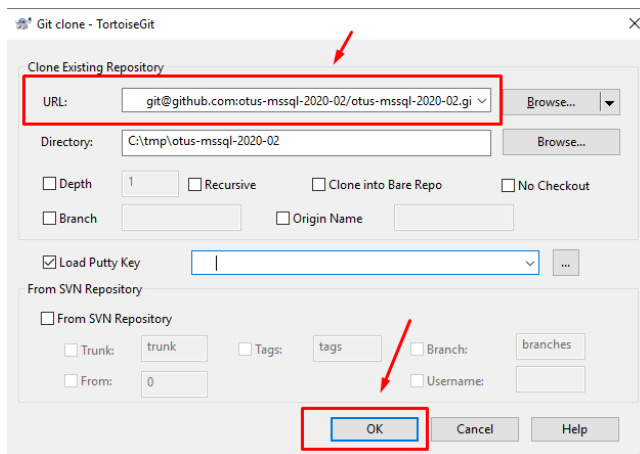 Git clone - TortoiseGit
Clone Existing Repository
URL: git@github.com:otus-mssql-2020-02/otus-mssql-2020-02.gi Browse...
Directory: C:\tmp\otus-mssql-2020-02 Browse...
Depth 1 Recursive Clone into Bare Repo No Checkout
Branch Origin Name
Load Putty Key ...
From SVN Repository
From SVN Repository
Trunk: trunk Tags: tags Branch: branches
From: 0 Username:
OK Cancel Help